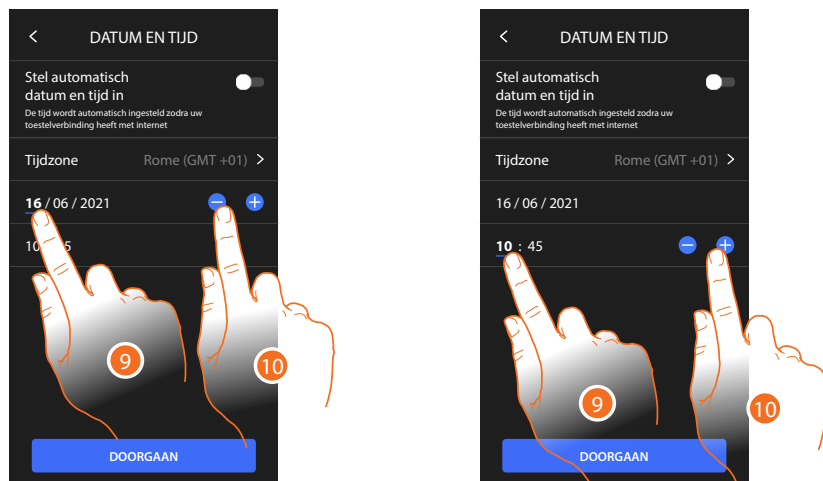 DATUM EN TIJD
Stel automatisch
datum en tijd in
De tijd wordt automatisch ingesteld zodra uw
toestelverbinding heeft met internet
Tijdzone Rome (GMT +01)
16 / 06 / 2021
10 5
9
10
DOORGAAN
DATUM EN TIJD
Stel automatisch
datum en tijd in
De tijd wordt automatisch ingesteld zodra uw
toestelverbinding heeft met internet
Tijdzone Rome (GMT +01)
16 / 06 / 2021
10 : 45
9
10
DOORGAAN